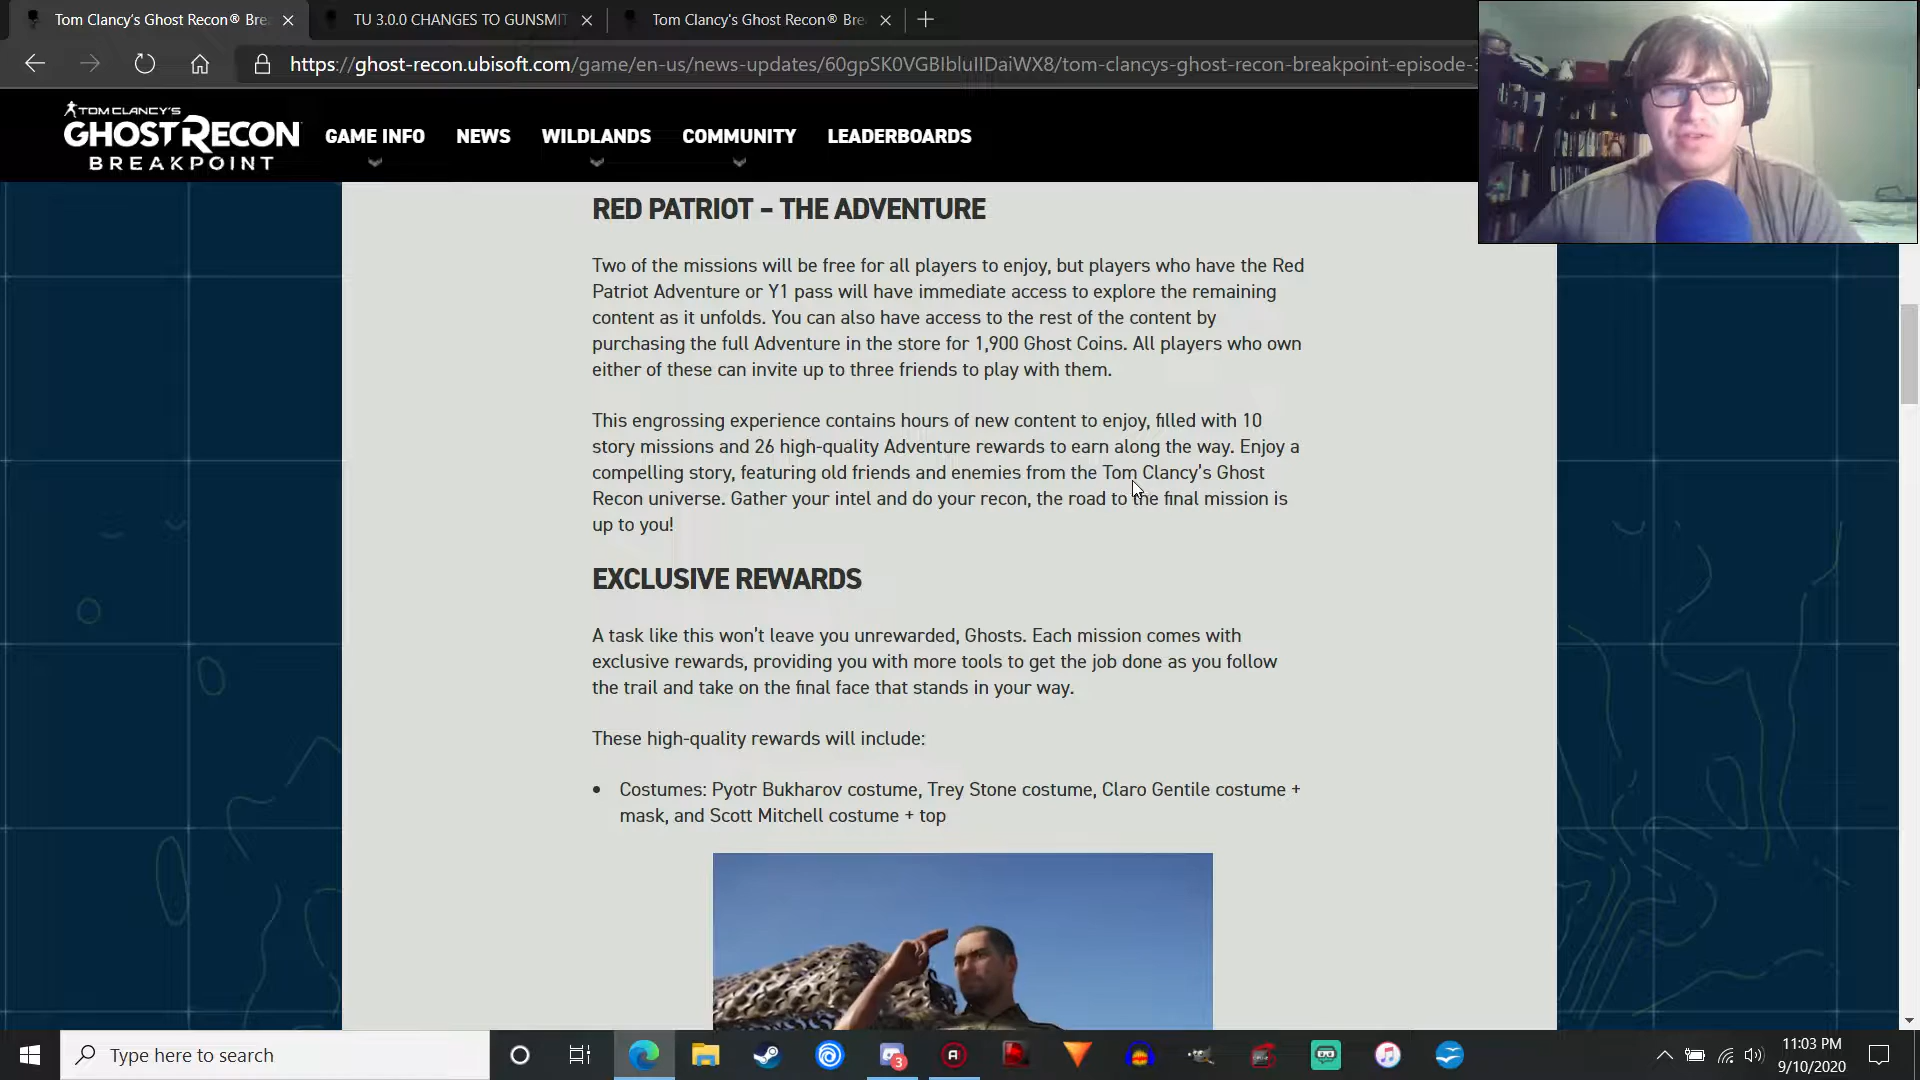 Tom Clancy's Ghost Recon® Bre
TU 3.0.0 CHANGES TO GUNSMIT
Tom Clancy's Ghost Recon® Bre
https://ghost-recon.ubisoft.com/game/en-us/news-updates/60gpSK0VGBIbluIIDaiWX8/tom-clancys-ghost-recon-breakpoint-episode-3
TOM CLANCY'S
GHOST RECON
BREAKPOINT
GAME INFO NEWS WILDLANDS COMMUNITY LEADERBOARDS
RED PATRIOT – THE ADVENTURE
Two of the missions will be free for all players to enjoy, but players who have the Red
Patriot Adventure or Y1 pass will have immediate access to explore the remaining
content as it unfolds. You can also have access to the rest of the content by
purchasing the full Adventure in the store for 1,900 Ghost Coins. All players who own
either of these can invite up to three friends to play with them.
This engrossing experience contains hours of new content to enjoy, filled with 10
story missions and 26 high-quality Adventure rewards to earn along the way. Enjoy a
compelling story, featuring old friends and enemies from the Tom Clancy's Ghost
Recon universe. Gather your intel and do your recon, the road to the final mission is
up to you!
EXCLUSIVE REWARDS
A task like this won't leave you unrewarded, Ghosts. Each mission comes with
exclusive rewards, providing you with more tools to get the job done as you follow
the trail and take on the final face that stands in your way.
These high-quality rewards will include:
• Costumes: Pyotr Bukharov costume, Trey Stone costume, Claro Gentile costume +
mask, and Scott Mitchell costume + top
Type here to search
3
11:03 PM
9/10/2020